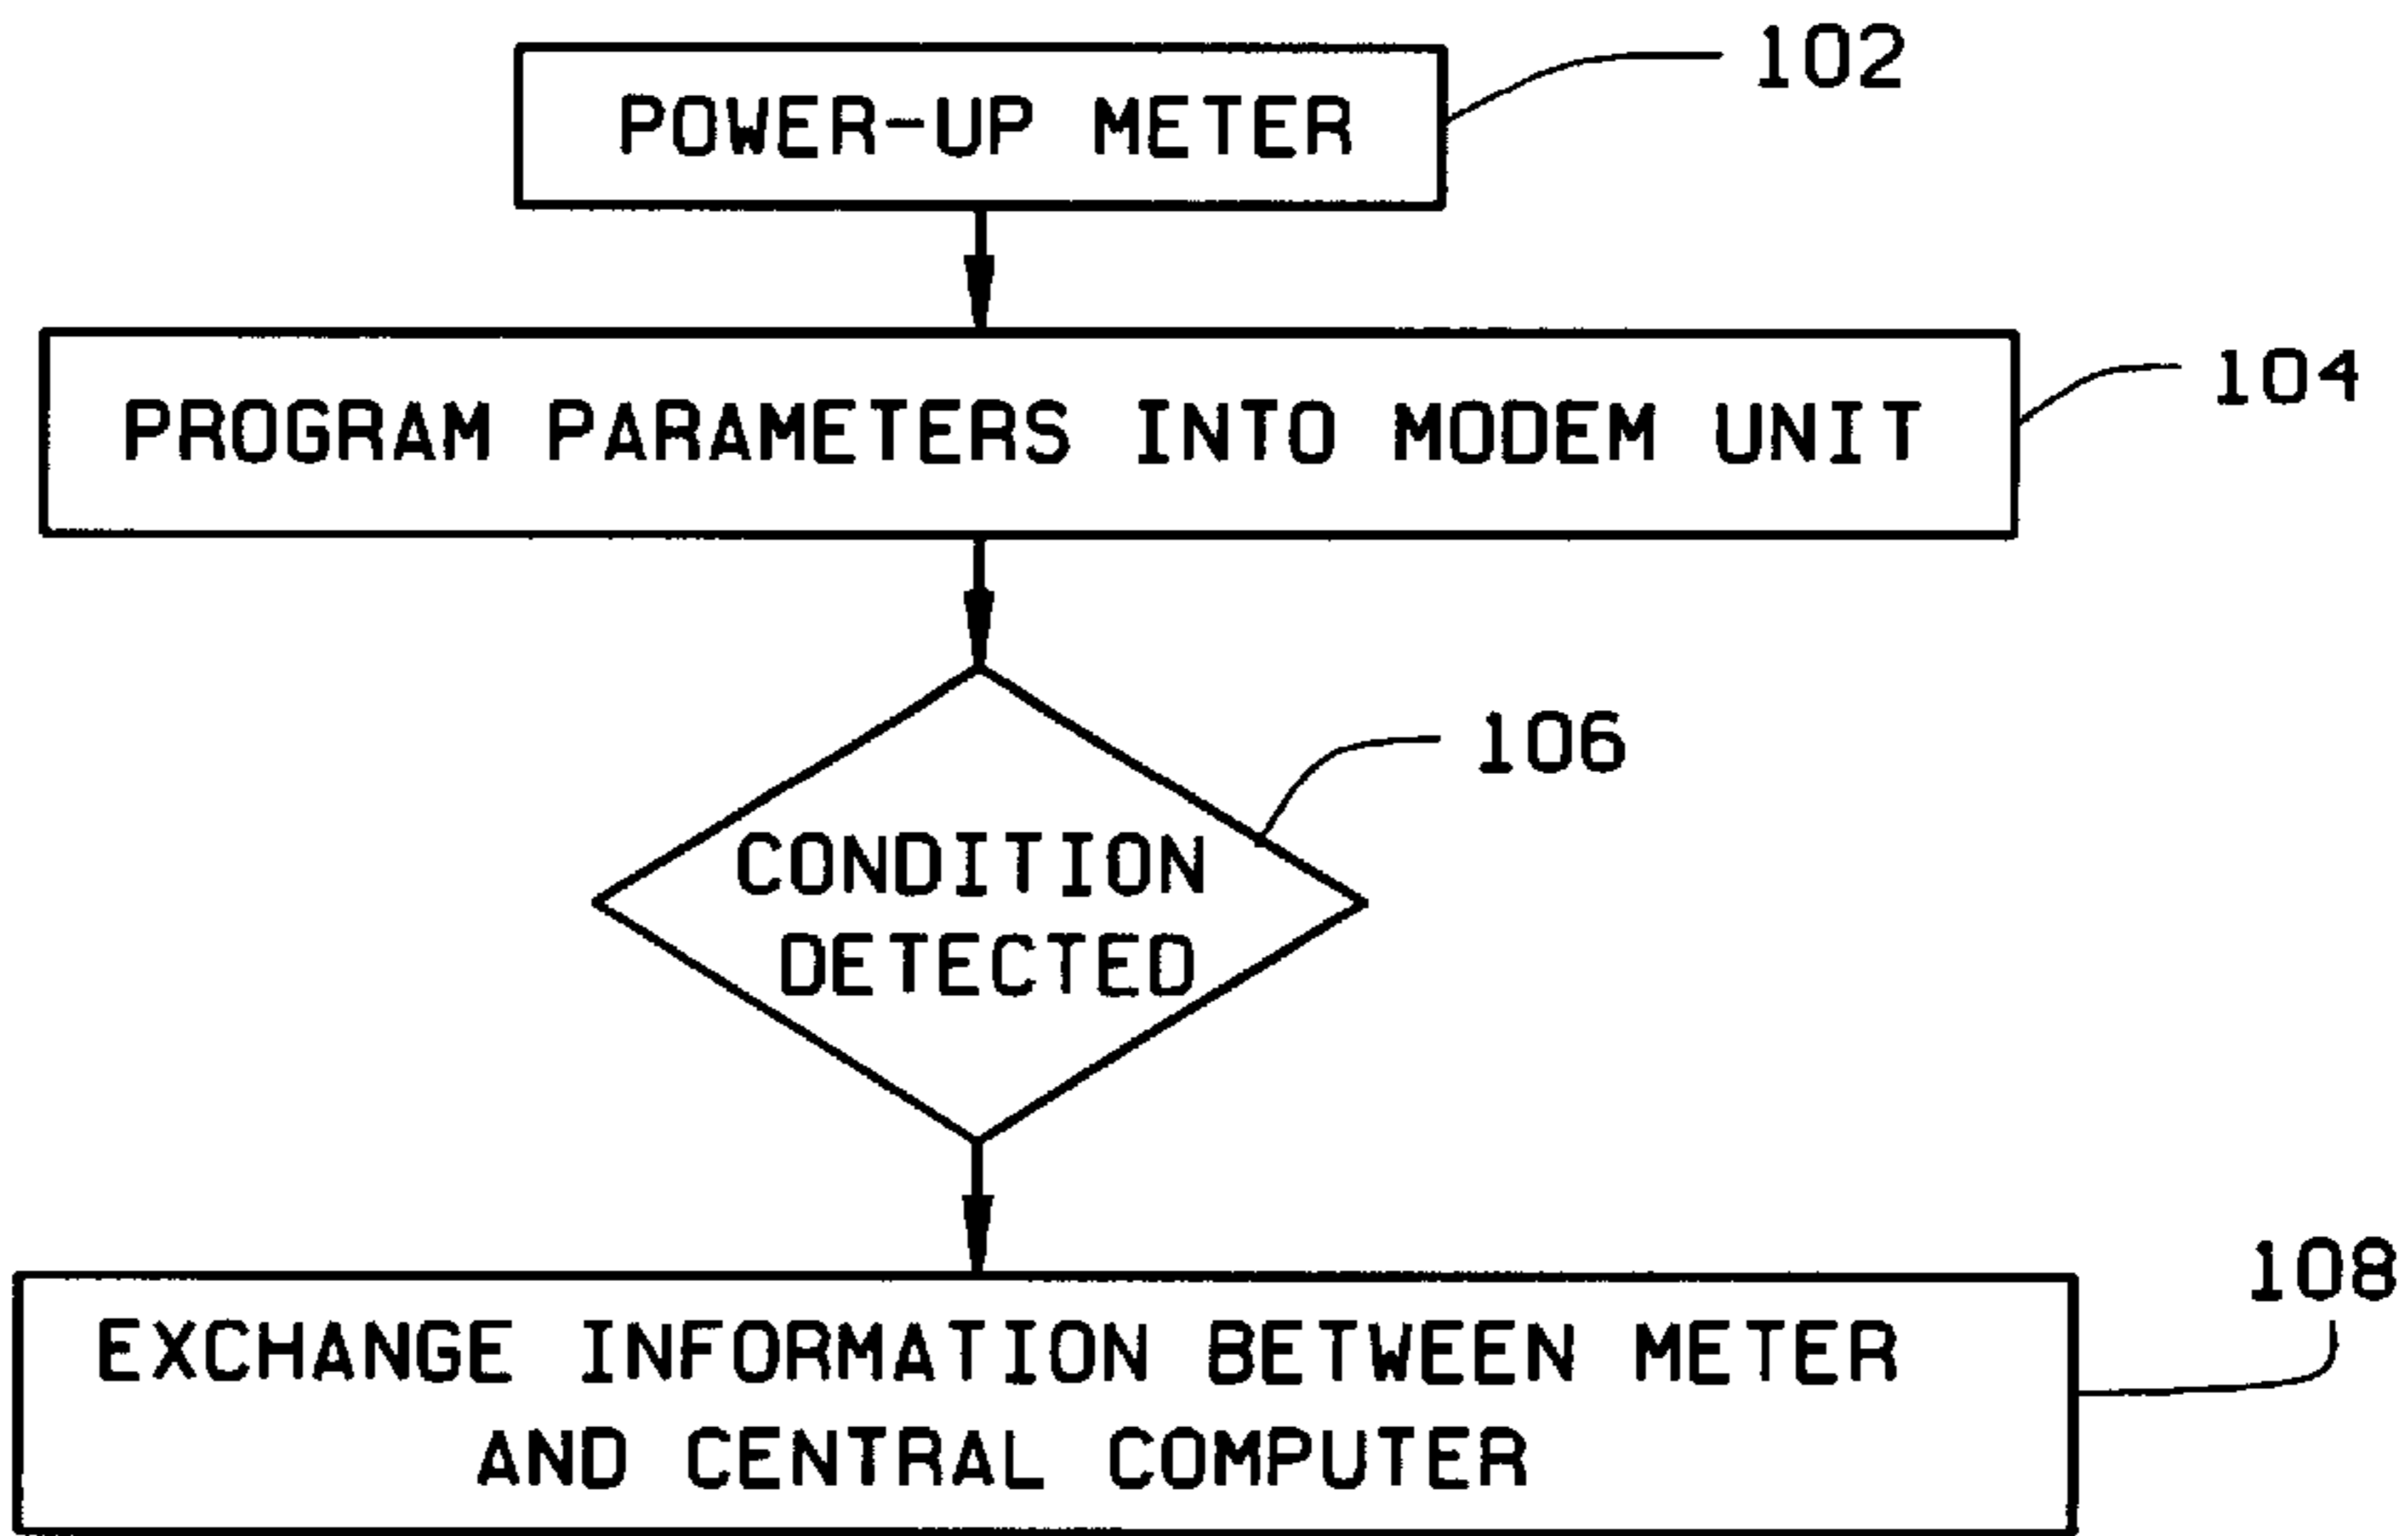 POWER-UP METER
102
PROGRAM PARAMETERS INTO MODEM UNIT
104
106
CONDITION
DETECTED
108
EXCHANGE INFORMATION BETWEEN METER
AND CENTRAL COMPUTER